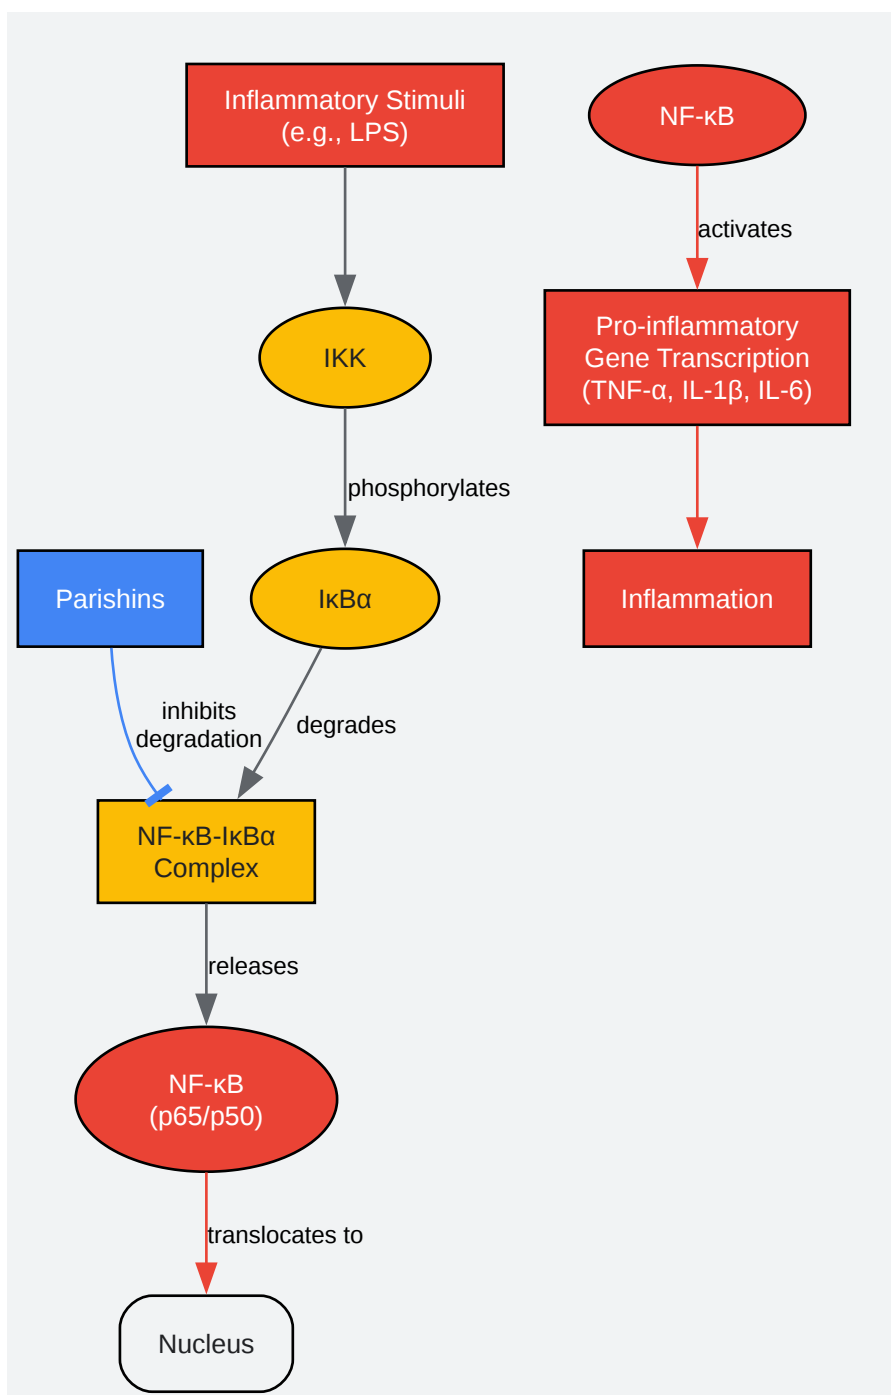 Inflammatory Stimuli
(e.g., LPS)
NF-κB
activates
IKK
Pro-inflammatory
Gene Transcription
(TNF-α, IL-1β, IL-6)
phosphorylates
Parishins
IκBα
Inflammation
inhibits
degradation
degrades
NF-κB-IκBα
Complex
releases
NF-κB
(p65/p50)
translocates to
Nucleus